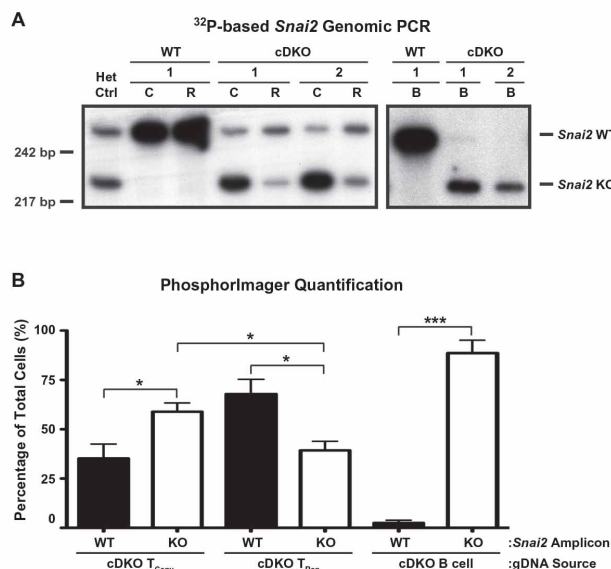 A
³²P-based Snai2 Genomic PCR
WT cDKO WT cDKO
Het 1 1 2 1 1 2
Ctrl C R C R C R B B B
242 bp
217 bp
Snai2 WT
Snai2 KO
B
PhosphorImager Quantification
Percentage of Total Cells (%)
100
75
50
25
0
* * * ***
WT KO WT KO WT KO :Snai2 Amplicon
cDKO T cDKO T cDKO B cell :gDNA Source